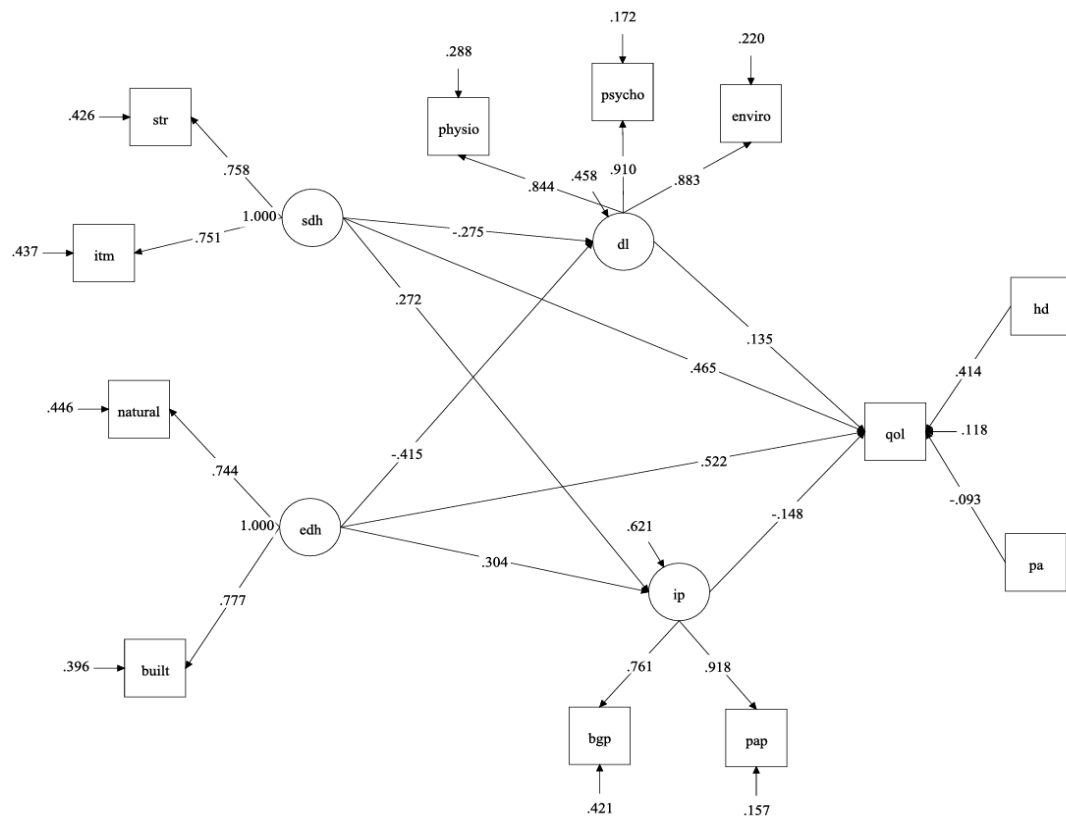 .172
.288
.220
psycho
.426
str
physio
enviro
.758
.844
.458
.910
.883
1.000
sdh
.751
-.275
dl
.437
itm
.272
hd
.135
.465
.414
.446
natural
qol
.118
-.415
.522
.744
-.093
-.148
1.000
edh
.621
.304
pa
ip
.777
.761
.918
.396
built
bgp
pap
.421
.157